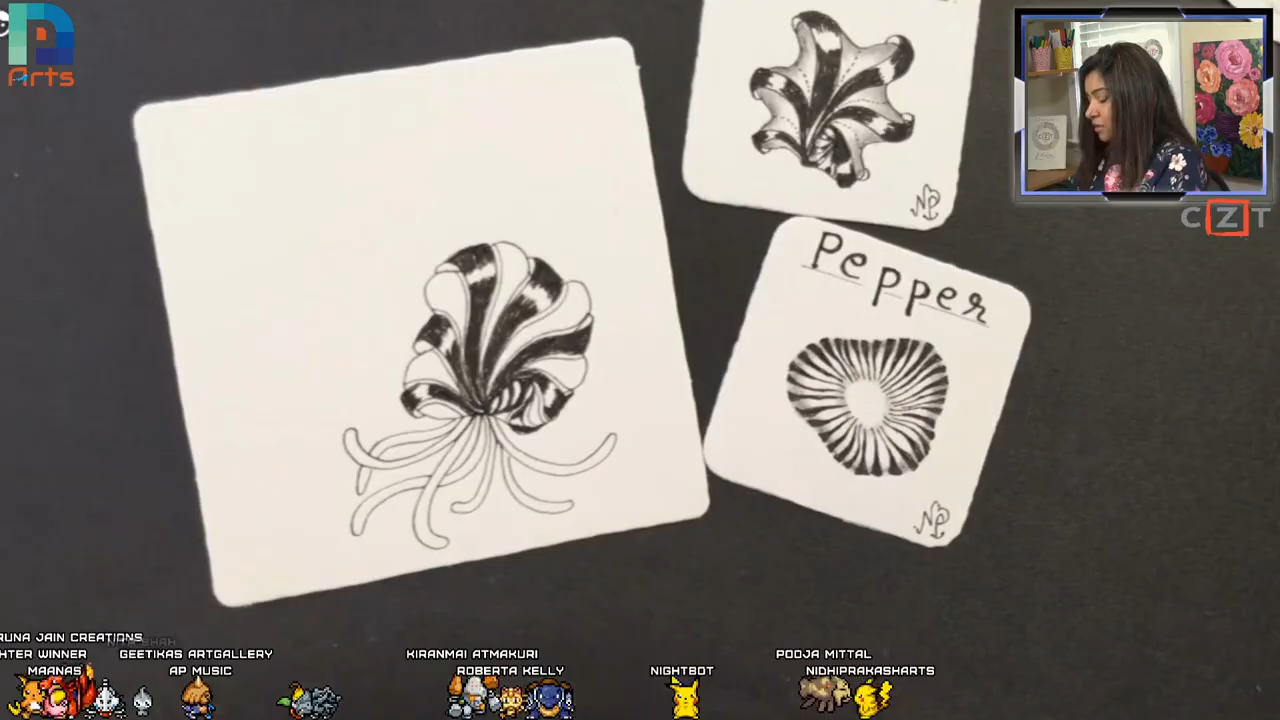 Arts
CZT
Pepper
NP
NP
RUNA JAIN CREATIONS
HTER WINNER
MAANAS
GEETIKAS ARTGALLERY
AP MUSIC
KIRANMAI ATMAKURI
ROBERTA KELLY
NIGHTBOT
POOJA MITTAL
NIDHIPRAKASHARTS